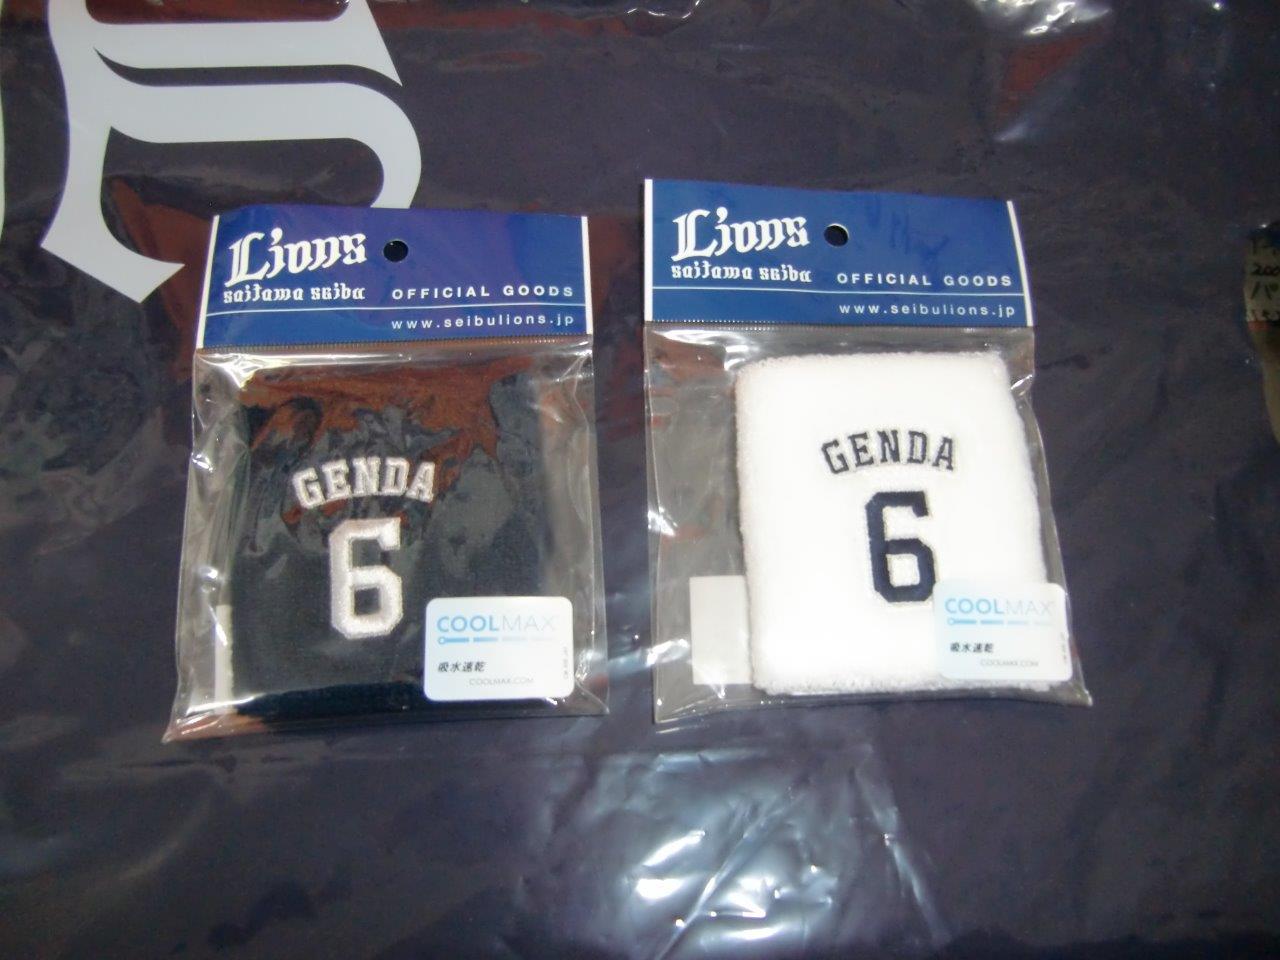 Lions
saitama seibu
OFFICIAL GOODS
www.seibulions.jp
GENDA
6
COOLMAX
吸水速乾
COOLMAX.COM
Lions
saitama seibu
OFFICIAL GOODS
www.seibulions.jp
GENDA
6
COOLMAX
吸水速乾
COOLMAX.COM